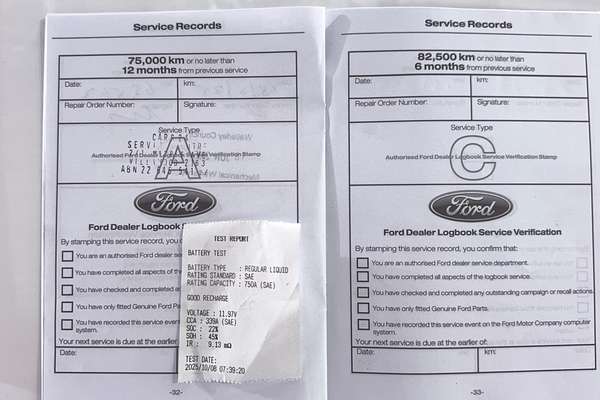 Service Records
75,000 km or no later than
12 months from previous service
Date:
km:
Repair Order Number:
Signature:
Service Type
A
Authorised Ford Dealer Logbook Service Verification Stamp
ABN 22
Ford
Ford Dealer Logbook
By stamping this service record, you
You are an authorised Ford dealer
You have completed all aspects of the
You have checked and completed
You have only fitted Genuine Ford
You have recorded this service event
system.
Your next service is due at the earlier
Date:
-32-
TEST REPORT
BATTERY TEST
BATTERY TYPE : REGULAR LIQUID
RATING STANDARD : SAE
RATING CAPACITY : 750A (SAE)
GOOD RECHARGE
VOLTAGE : 11.97V
CCA : 339A (SAE)
SOC : 22%
SOH : 45%
IR : 9.13 mΩ
TEST DATE:
2025/10/08 07:39:20
Service Records
82,500 km or no later than
6 months from previous service
Date:
km:
Repair Order Number:
Signature:
Service Type
C
Authorised Ford Dealer Logbook Service Verification Stamp
Ford
Ford Dealer Logbook Service Verification
By stamping this service record, you confirm that:
You are an authorised Ford dealer service department.
You have completed all aspects of the logbook service.
You have checked and completed any outstanding campaign or recall actions.
You have only fitted Genuine Ford Parts.
You have recorded this service event on the Ford Motor Company computer
system.
Your next service is due at the earlier of:
Date:
km:
-33-